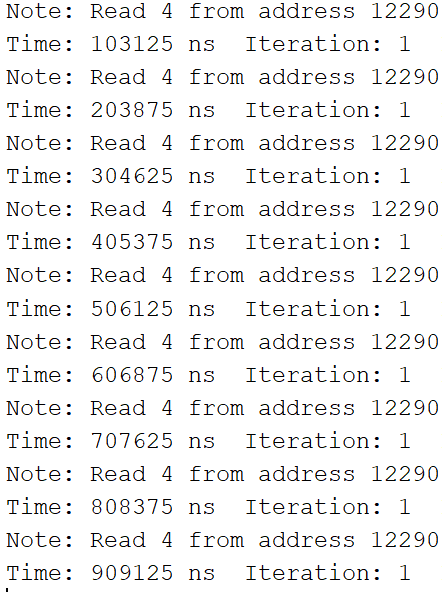 Note: Read 4 from address 12290
Time: 103125 ns  Iteration: 1
Note: Read 4 from address 12290
Time: 203875 ns  Iteration: 1
Note: Read 4 from address 12290
Time: 304625 ns  Iteration: 1
Note: Read 4 from address 12290
Time: 405375 ns  Iteration: 1
Note: Read 4 from address 12290
Time: 506125 ns  Iteration: 1
Note: Read 4 from address 12290
Time: 606875 ns  Iteration: 1
Note: Read 4 from address 12290
Time: 707625 ns  Iteration: 1
Note: Read 4 from address 12290
Time: 808375 ns  Iteration: 1
Note: Read 4 from address 12290
Time: 909125 ns  Iteration: 1